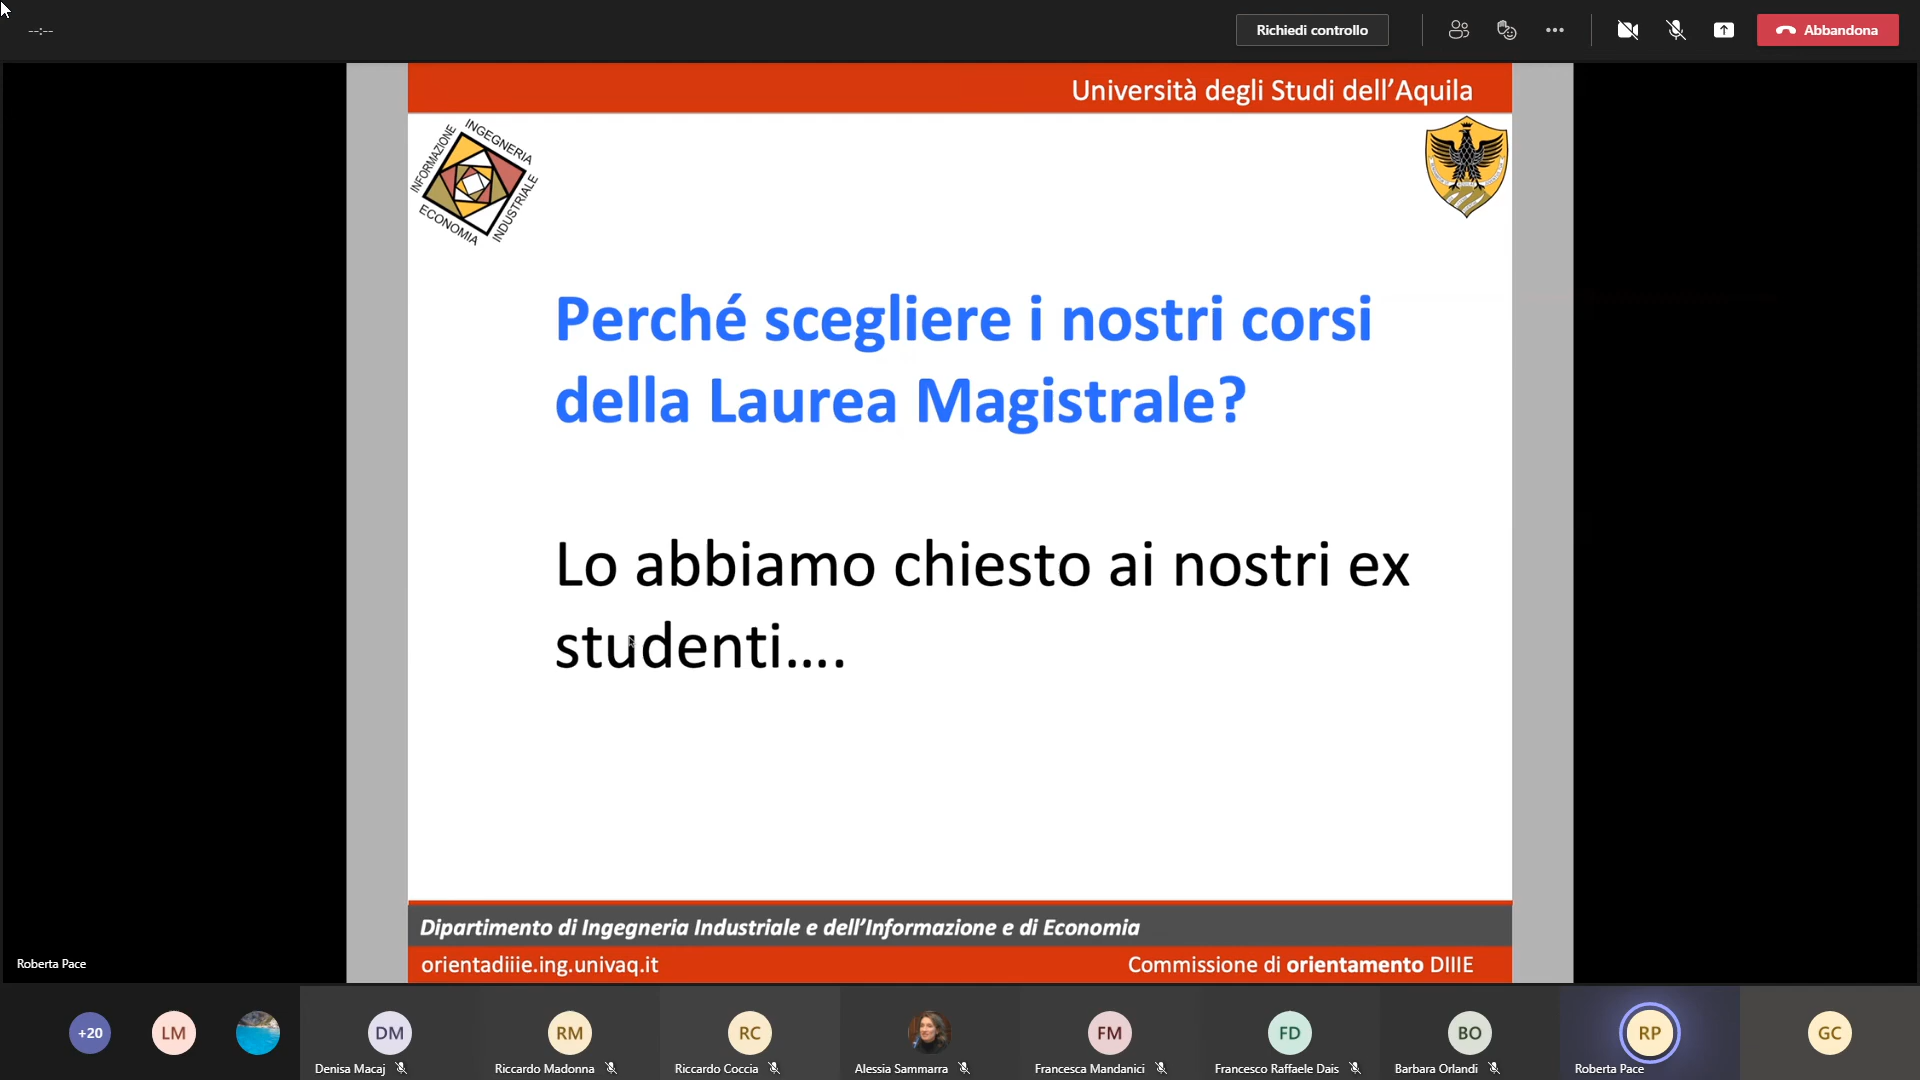 --:--
Richiedi controllo
Abbandona
Università degli Studi dell'Aquila
INFORMAZIONE
INGEGNERIA
INDUSTRIALE
ECONOMIA
Perché scegliere i nostri corsi
della Laurea Magistrale?
Lo abbiamo chiesto ai nostri ex
studenti....
Dipartimento di Ingegneria Industriale e dell'Informazione e di Economia
orientadiiie.ing.univaq.it
Commissione di orientamento DIIIE
Roberta Pace
+20
LM
DM
RM
RC
FM
FD
BO
RP
GC
Denisa Macaj
Riccardo Madonna
Riccardo Coccia
Alessia Sammarra
Francesca Mandanici
Francesco Raffaele Dais
Barbara Orlandi
Roberta Pace